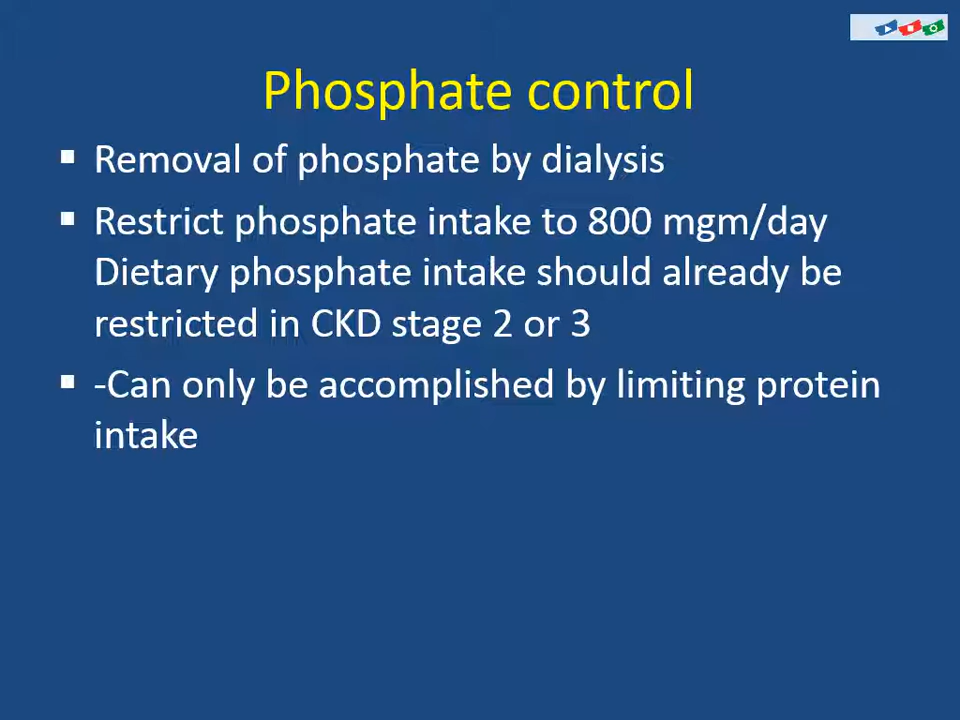 Phosphate control
▪ Removal of phosphate by dialysis
▪ Restrict phosphate intake to 800 mgm/day
Dietary phosphate intake should already be
restricted in CKD stage 2 or 3
▪ -Can only be accomplished by limiting protein
intake